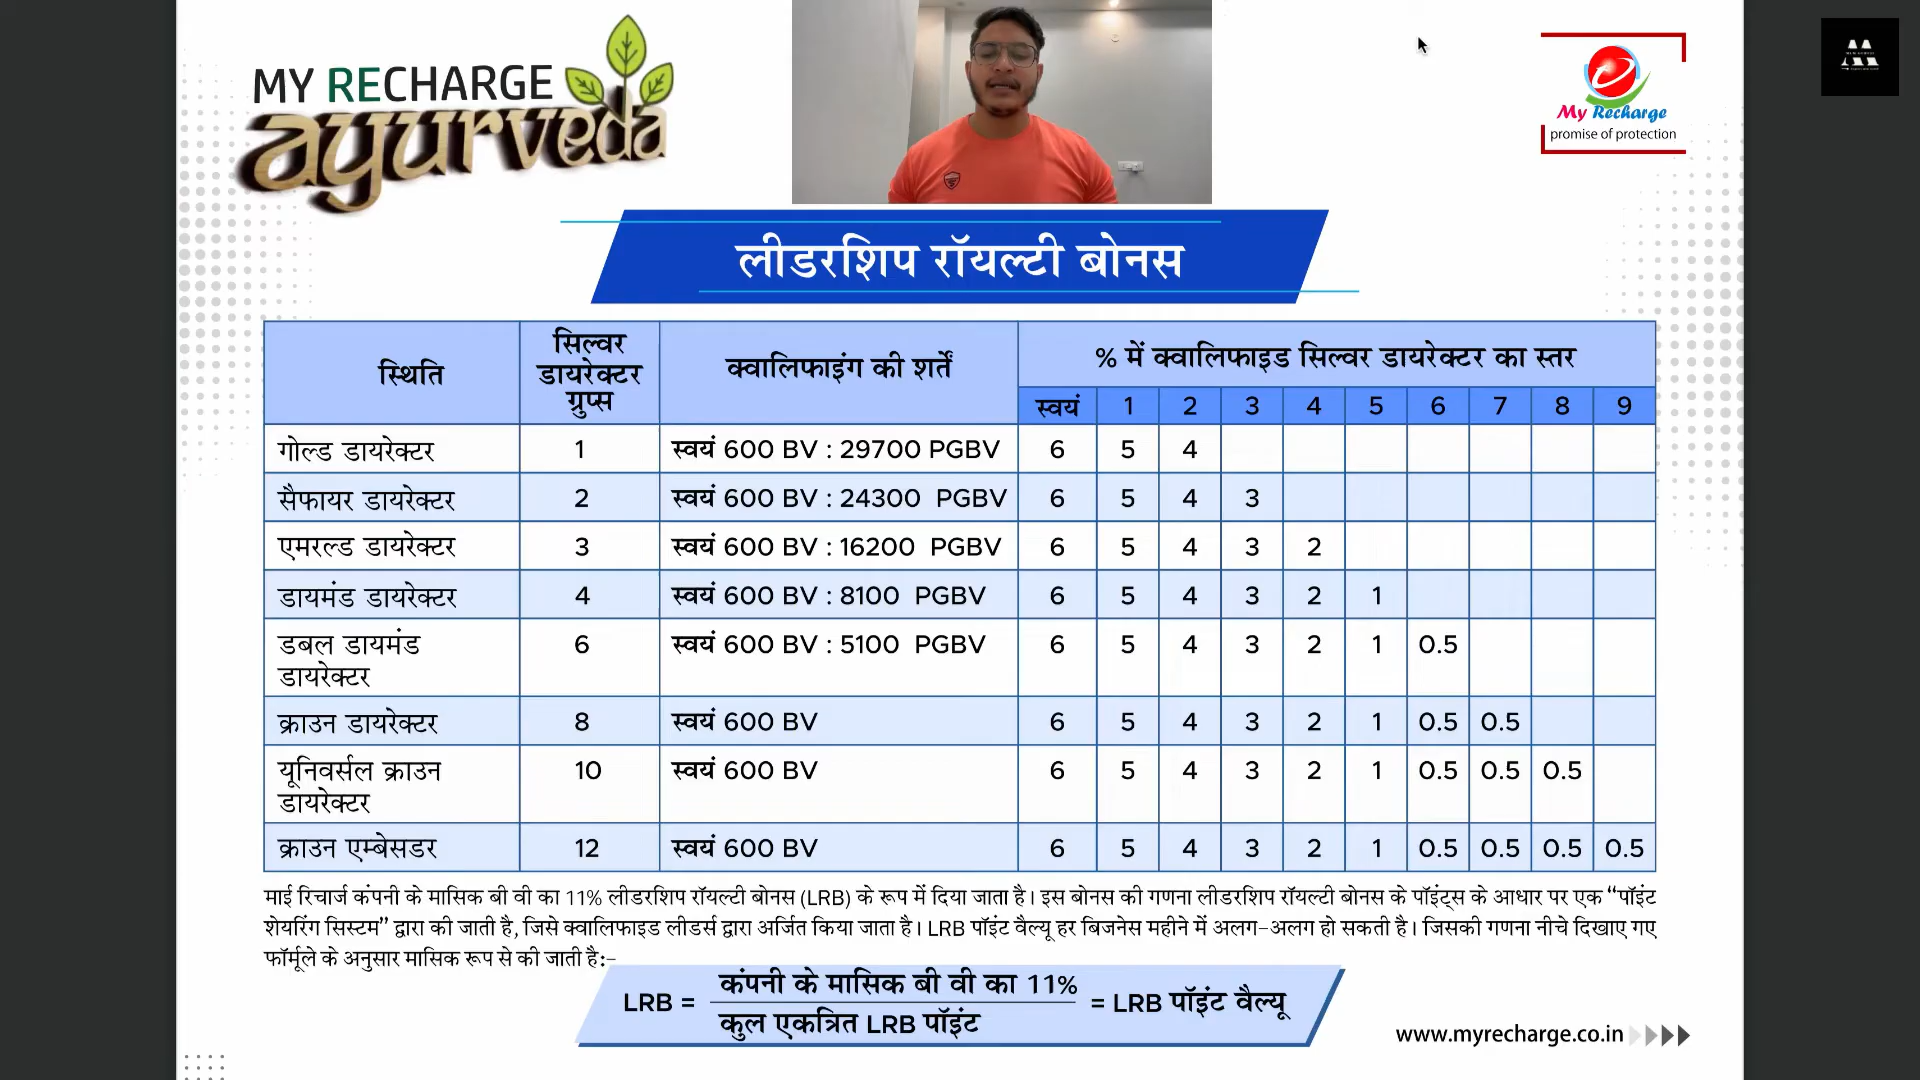 MY RECHARGE
ayurveda
My Recharge
promise of protection
लीडरशिप रॉयल्टी बोनस
स्थिति
सिल्वर
डायरेक्टर
ग्रुप्स
क्वालिफाइंग की शर्तें
% में क्वालिफाइड सिल्वर डायरेक्टर का स्तर
स्वयं 1 2 3 4 5 6 7 8 9
गोल्ड डायरेक्टर 1 स्वयं 600 BV : 29700 PGBV 6 5 4
सैफायर डायरेक्टर 2 स्वयं 600 BV : 24300 PGBV 6 5 4 3
एमरल्ड डायरेक्टर 3 स्वयं 600 BV : 16200 PGBV 6 5 4 3 2
डायमंड डायरेक्टर 4 स्वयं 600 BV : 8100 PGBV 6 5 4 3 2 1
डबल डायमंड 6 स्वयं 600 BV : 5100 PGBV 6 5 4 3 2 1 0.5
डायरेक्टर
क्राउन डायरेक्टर 8 स्वयं 600 BV 6 5 4 3 2 1 0.5 0.5
यूनिवर्सल क्राउन 10 स्वयं 600 BV 6 5 4 3 2 1 0.5 0.5 0.5
डायरेक्टर
क्राउन एम्बेसडर 12 स्वयं 600 BV 6 5 4 3 2 1 0.5 0.5 0.5 0.5
माई रिचार्ज कंपनी के मासिक बी वी का 11% लीडरशिप रॉयल्टी बोनस (LRB) के रूप में दिया जाता है। इस बोनस की गणना लीडरशिप रॉयल्टी बोनस के पॉइंट्स के आधार पर एक “पॉइंट
शेयरिंग सिस्टम” द्वारा की जाती है, जिसे क्वालिफाइड लीडर्स द्वारा अर्जित किया जाता है। LRB पॉइंट वैल्यू हर बिजनेस महीने में अलग-अलग हो सकती है। जिसकी गणना नीचे दिखाए गए
फॉर्मूले के अनुसार मासिक रूप से की जाती है:-
कंपनी के मासिक बी वी का 11%
LRB = = LRB पॉइंट वैल्यू
कुल एकत्रित LRB पॉइंट
www.myrecharge.co.in